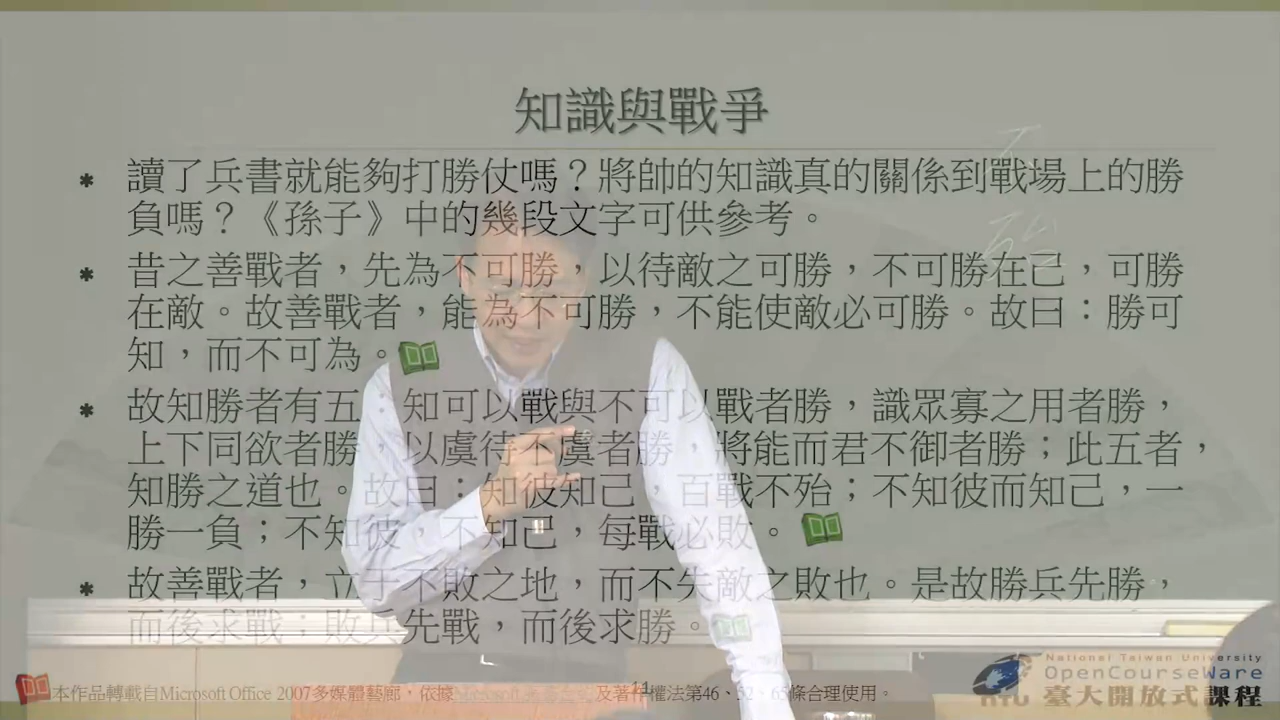 知識與戰爭
讀了兵書就能夠打勝仗嗎？將帥的知識真的關係到戰場上的勝
負嗎？《孫子》中的幾段文字可供參考。
昔之善戰者，先為不可勝，以待敵之可勝，不可勝在己，可勝
在敵。故善戰者，能為不可勝，不能使敵必可勝。故曰：勝可
知，而不可為。
故知勝者有五：知可以戰與不可以戰者勝，識眾寡之用者勝，
上下同欲者勝，以虞待不虞者勝，將能而君不御者勝；此五者，
知勝之道也。故曰：知彼知己，百戰不殆；不知彼而知己，一
勝一負；不知彼，不知己，每戰必敗。
故善戰者，立于不敗之地，而不失敵之敗也。是故勝兵先勝，
而後求戰；敗兵先戰，而後求勝。
不
殆
本作品轉載自Microsoft Office 2007多媒體藝廊，依據Microsoft 及著作權法第46、52、65條合理使用。
11
National Taiwan University
OpenCourseWare
NTU 臺大開放式課程